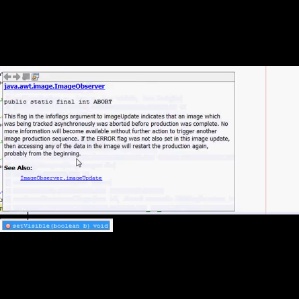 java.awt.image.ImageObserver
public static final int ABORT
This flag in the infoflags argument to imageUpdate indicates that an image which
was being tracked asynchronously was aborted before production was complete. No
more information will become available without further action to trigger another
image production sequence. If the ERROR flag was not also set in this image update,
then accessing any of the data in the image will restart the production again,
probably from the beginning.
See Also:
ImageObserver.imageUpdate
setVisible(boolean b) void